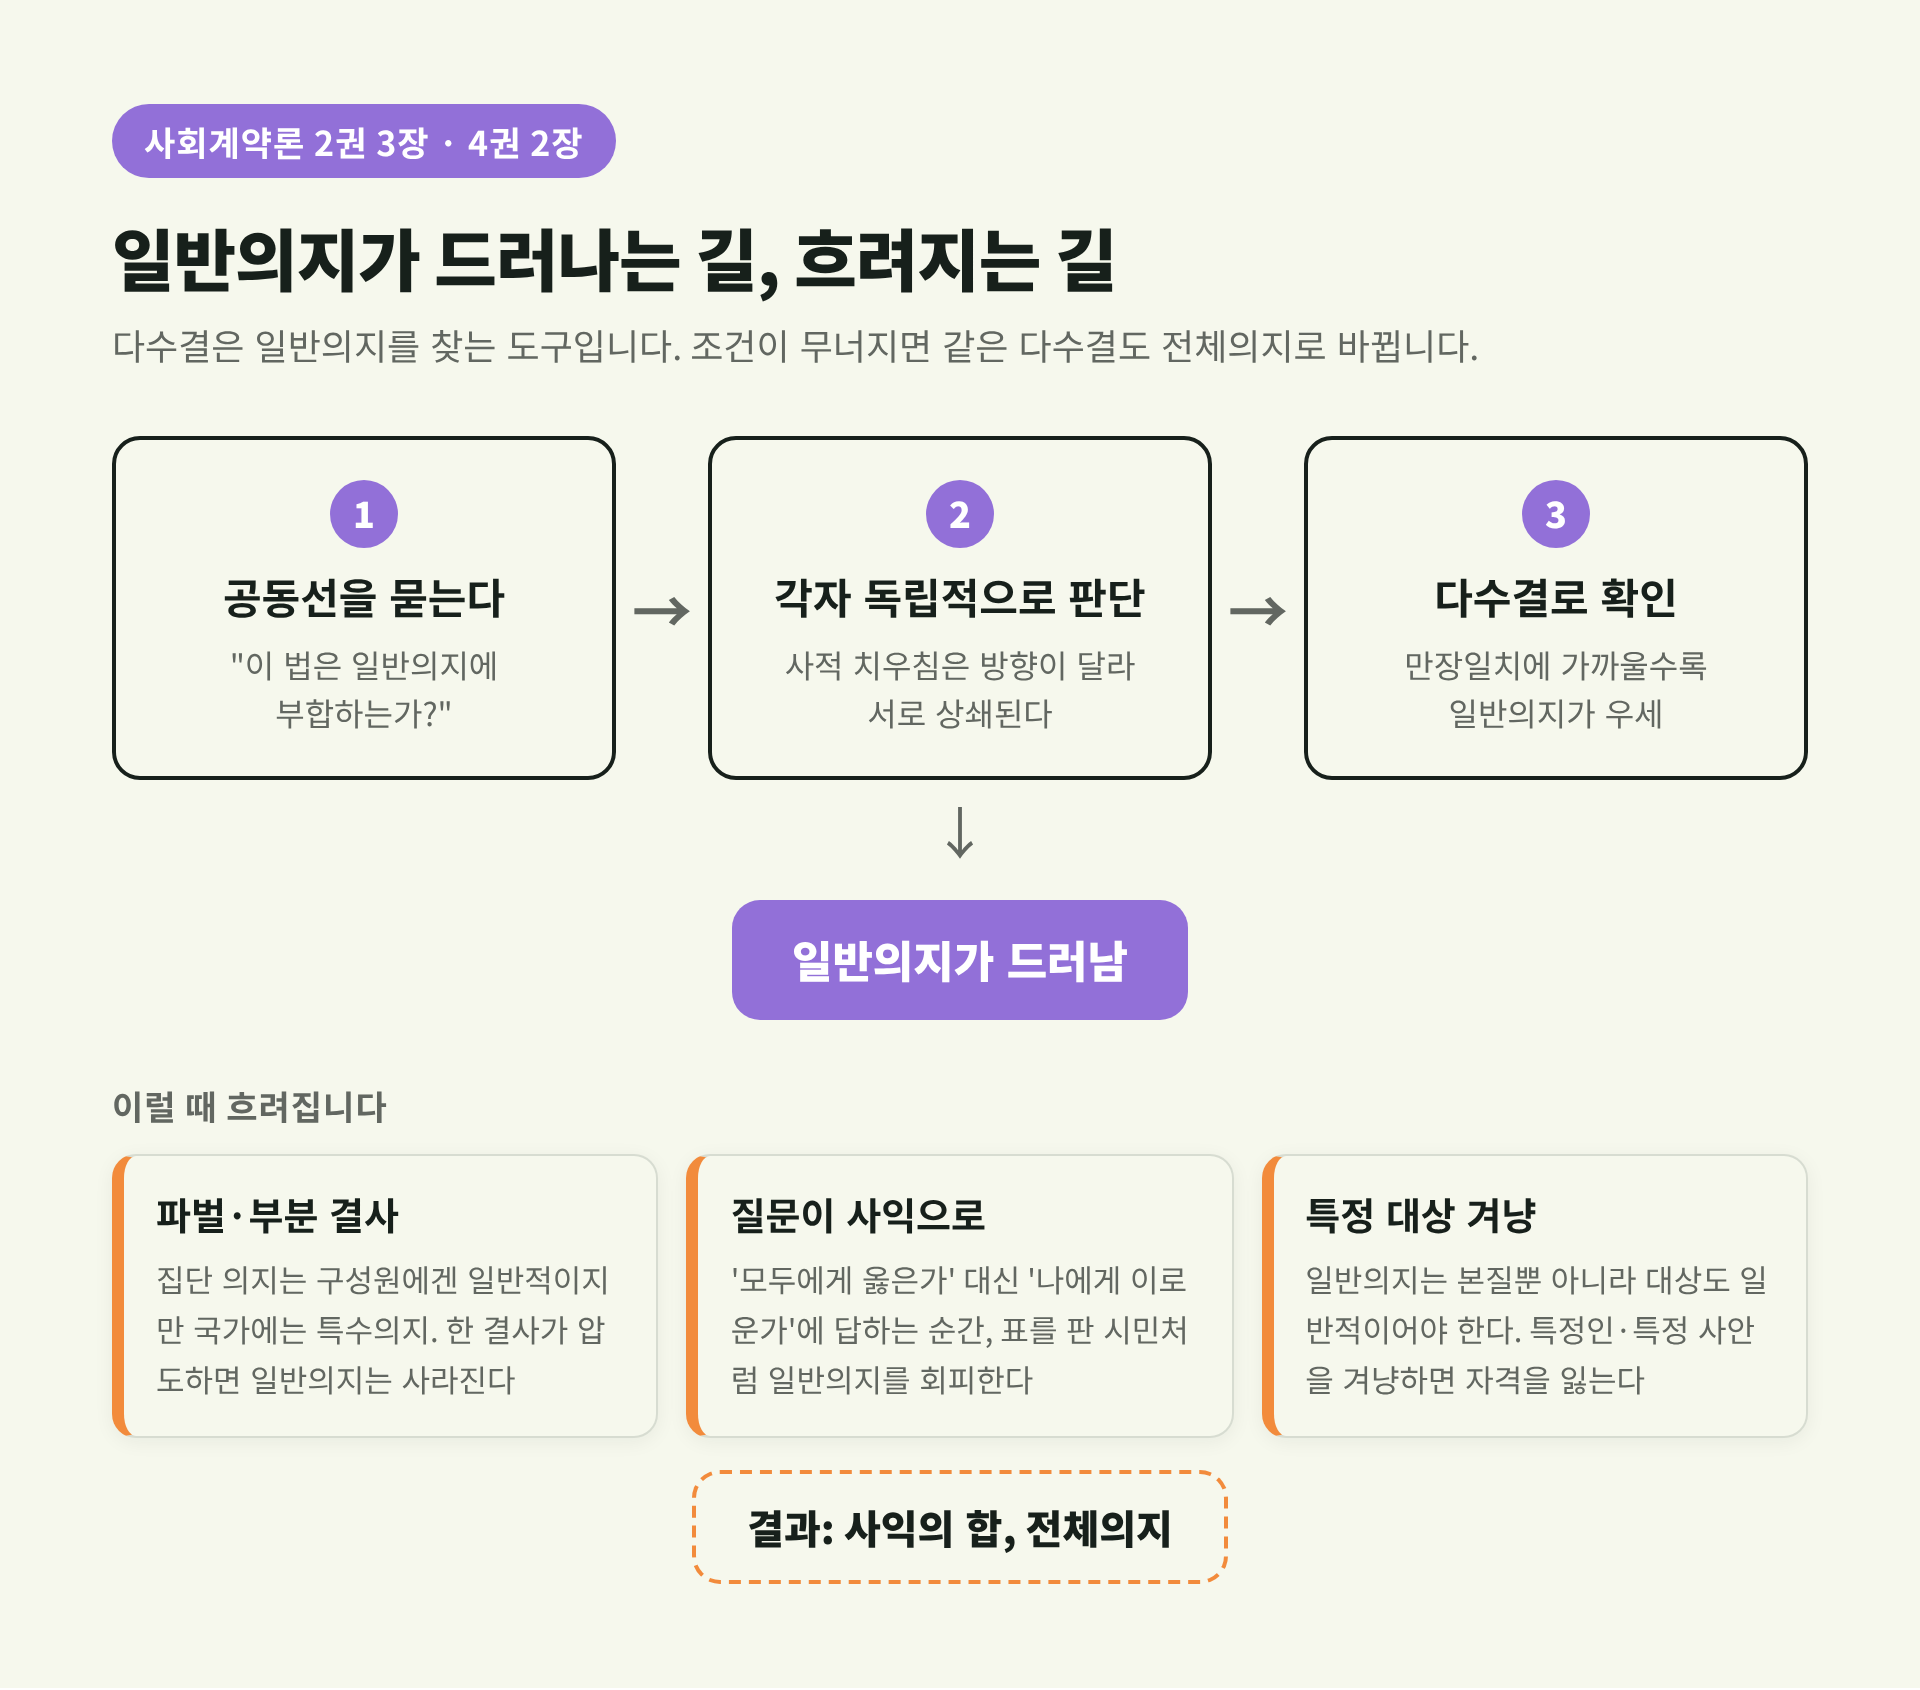 사회계약론 2권 3장 · 4권 2장
일반의지가 드러나는 길, 흐려지는 길
다수결은 일반의지를 찾는 도구입니다. 조건이 무너지면 같은 다수결도 전체의지로 바뀝니다.
1
공동선을 묻는다
"이 법은 일반의지에
부합하는가?"
→
2
각자 독립적으로 판단
사적 치우침은 방향이 달라
서로 상쇄된다
→
3
다수결로 확인
만장일치에 가까울수록
일반의지가 우세
↓
일반의지가 드러남
이럴 때 흐려집니다
파벌·부분 결사
집단 의지는 구성원에겐 일반적이지
만 국가에는 특수의지. 한 결사가 압
도하면 일반의지는 사라진다
질문이 사익으로
'모두에게 옳은가' 대신 '나에게 이로
운가'에 답하는 순간, 표를 판 시민처
럼 일반의지를 회피한다
특정 대상 겨냥
일반의지는 본질뿐 아니라 대상도 일
반적이어야 한다. 특정인·특정 사안
을 겨냥하면 자격을 잃는다
결과: 사익의 합, 전체의지